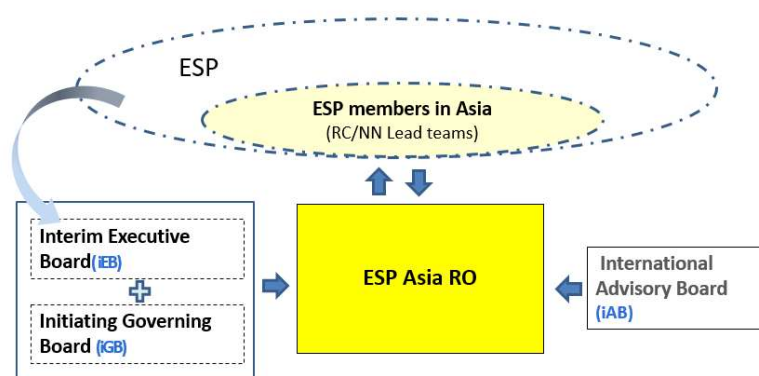 ESP
ESP members in Asia
(RC/NN Lead teams)
Interim Executive
Board(iEB)
Initiating Governing
Board (iGB)
ESP Asia RO
International
Advisory Board
(iAB)